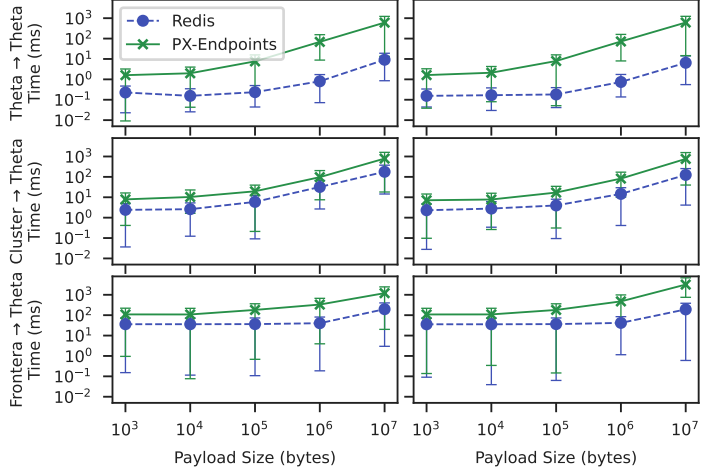 Redis
PX-Endpoints
Theta → Theta
Time (ms)
10³
10²
10¹
10⁰
10⁻¹
10⁻²
Cluster → Theta
Time (ms)
10³
10²
10¹
10⁰
10⁻¹
10⁻²
Frontera → Theta
Time (ms)
10³
10²
10¹
10⁰
10⁻¹
10⁻²
10³ 10⁴ 10⁵ 10⁶ 10⁷ 10³ 10⁴ 10⁵ 10⁶ 10⁷
Payload Size (bytes) Payload Size (bytes)